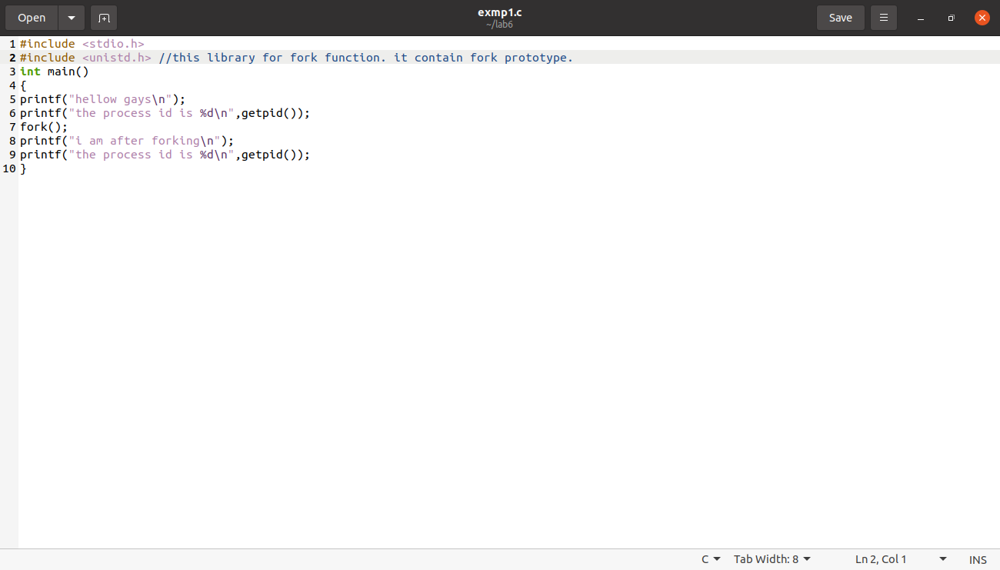 Open
exmp1.c
~/lab6
Save
1 #include <stdio.h>
2 #include <unistd.h> //this library for fork function. it contain fork prototype.
3 int main()
4 {
5 printf("hellow gays\n");
6 printf("the process id is %d\n",getpid());
7 fork();
8 printf("i am after forking\n");
9 printf("the process id is %d\n",getpid());
10 }
C Tab Width: 8 Ln 2, Col 1 INS